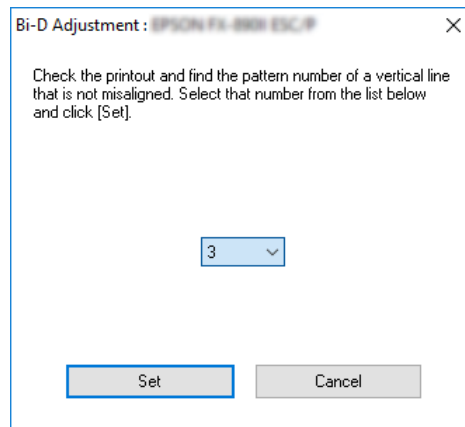 Bi-D Adjustment :
Check the printout and find the pattern number of a vertical line
that is not misaligned. Select that number from the list below
and click [Set].
3
Set
Cancel